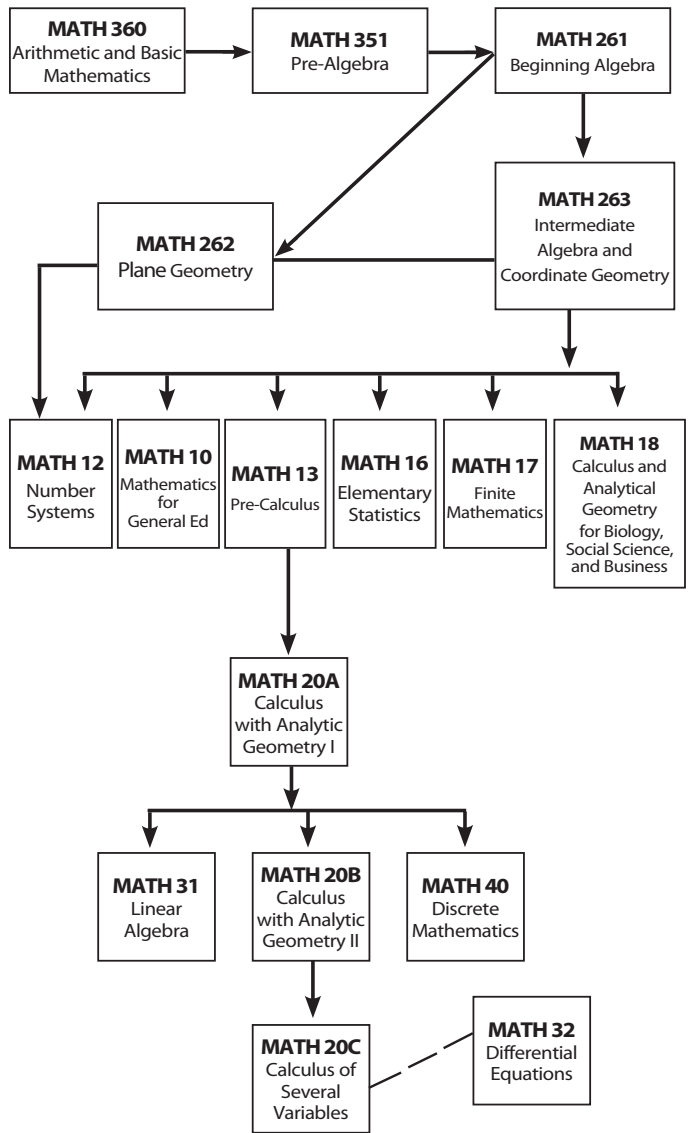 MATH 360
Arithmetic and Basic
Mathematics
MATH 351
Pre-Algebra
MATH 261
Beginning Algebra
MATH 262
Plane Geometry
MATH 263
Intermediate
Algebra and
Coordinate Geometry
MATH 12
Number
Systems
MATH 10
Mathematics
for
General Ed
MATH 13
Pre-Calculus
MATH 16
Elementary
Statistics
MATH 17
Finite
Mathematics
MATH 18
Calculus and
Analytical
Geometry
for Biology,
Social Science,
and Business
MATH 20A
Calculus
with Analytic
Geometry I
MATH 31
Linear
Algebra
MATH 20B
Calculus
with Analytic
Geometry II
MATH 40
Discrete
Mathematics
MATH 20C
Calculus of
Several
Variables
MATH 32
Differential
Equations